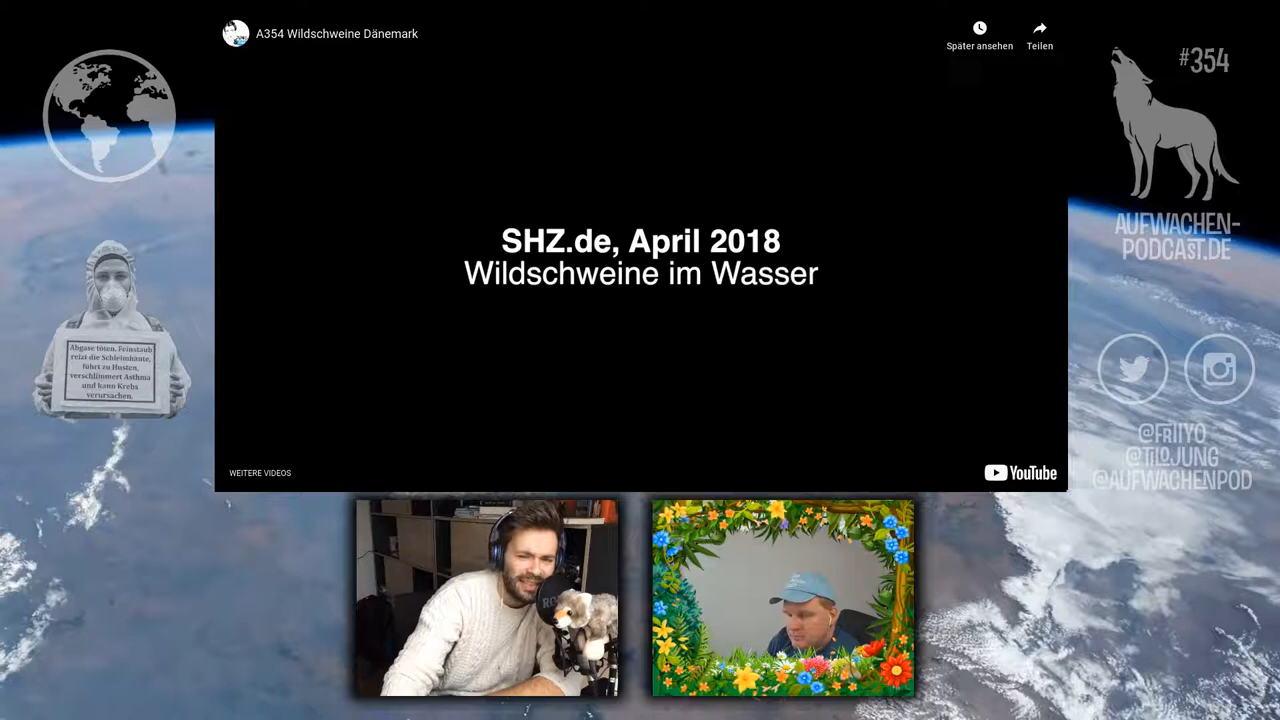 A354 Wildschweine Dänemark
Später ansehen
Teilen
#354
SHZ.de, April 2018
Wildschweine im Wasser
AUFWACHEN-
PODCAST.DE
Abgase töten. Feinstaub
reizt die Schleimhäute,
führt zu Husten,
verschlimmert Asthma
und kann Krebs
verursachen.
@FRIIYO
@TILOJUNG
@AUFWACHENPOD
WEITERE VIDEOS
YouTube